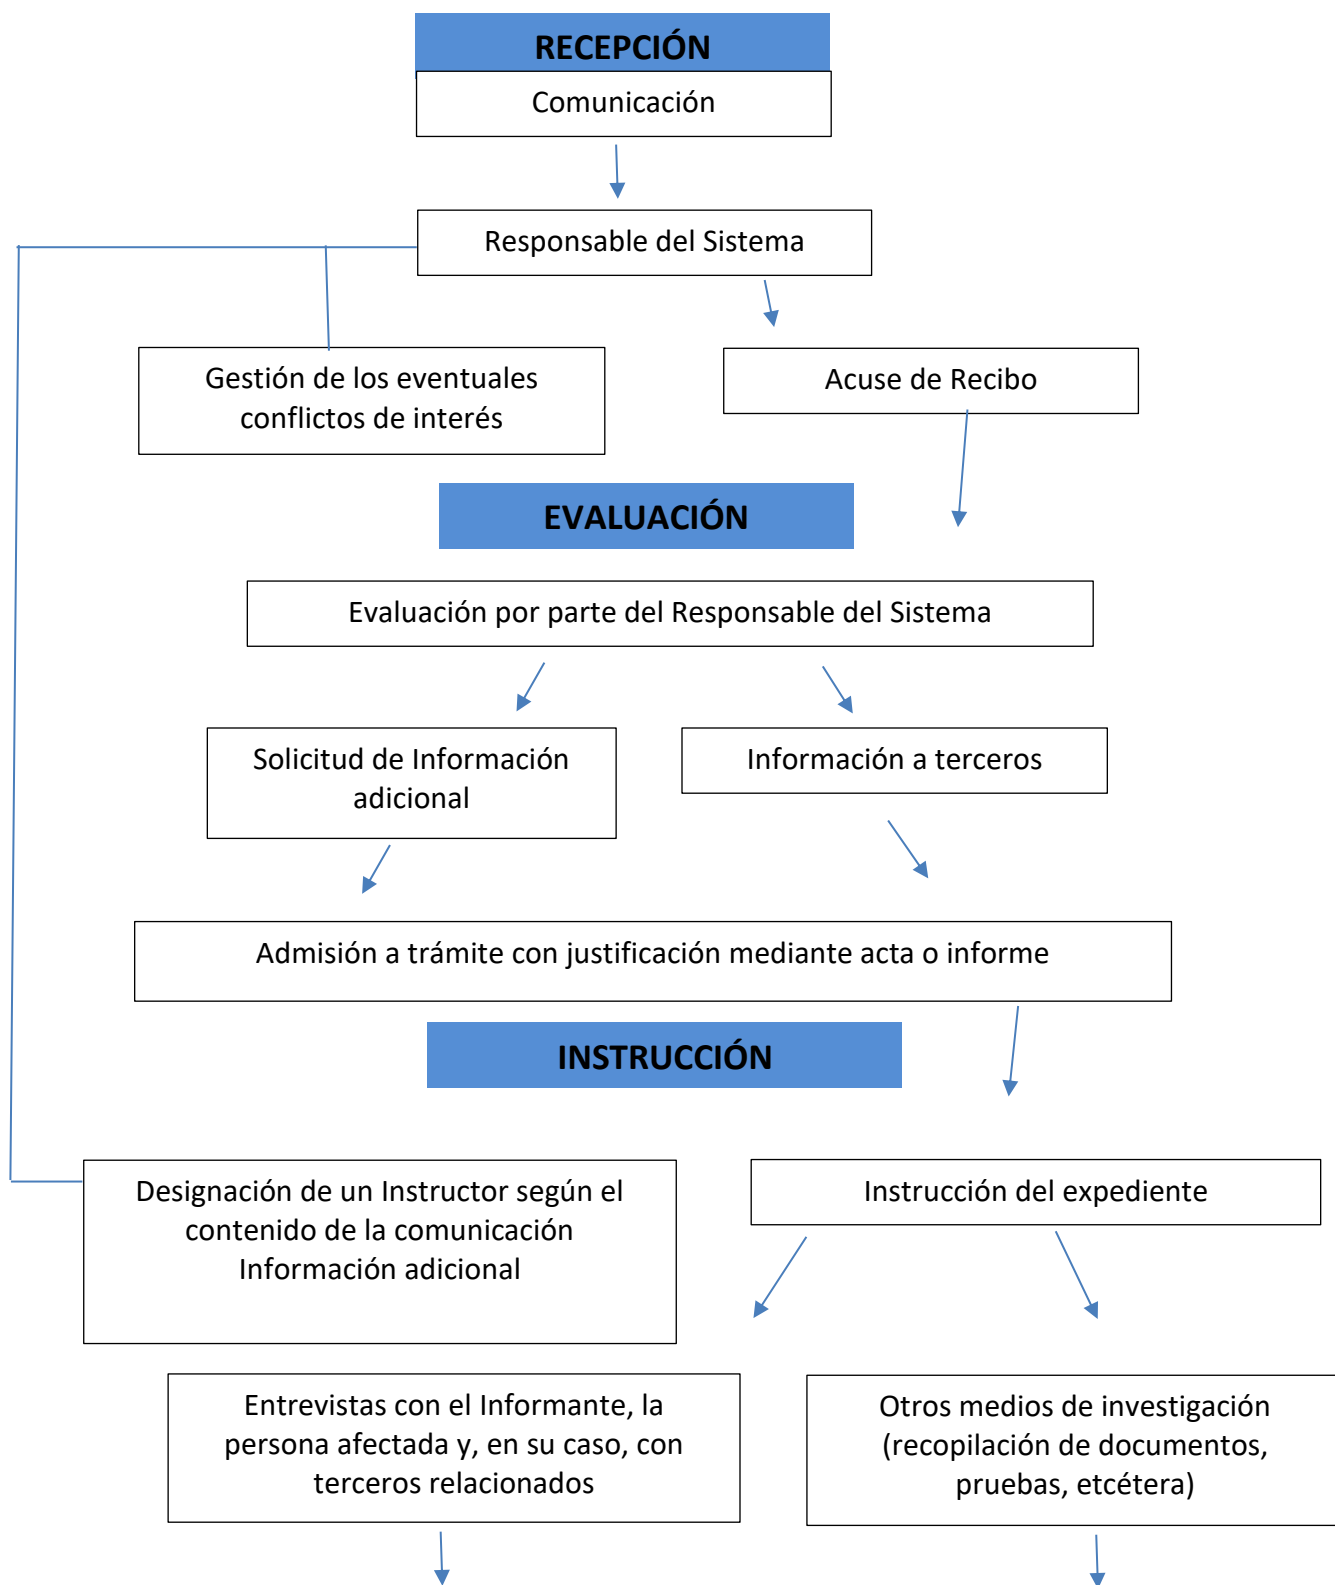 RECEPCIÓN
Comunicación
Responsable del Sistema
Gestión de los eventuales
conflictos de interés
Acuse de Recibo
EVALUACIÓN
Evaluación por parte del Responsable del Sistema
Solicitud de Información
adicional
Información a terceros
Admisión a trámite con justificación mediante acta o informe
INSTRUCCIÓN
Designación de un Instructor según el
contenido de la comunicación
Información adicional
Instrucción del expediente
Entrevistas con el Informante, la
persona afectada y, en su caso, con
terceros relacionados
Otros medios de investigación
(recopilación de documentos,
pruebas, etcétera)